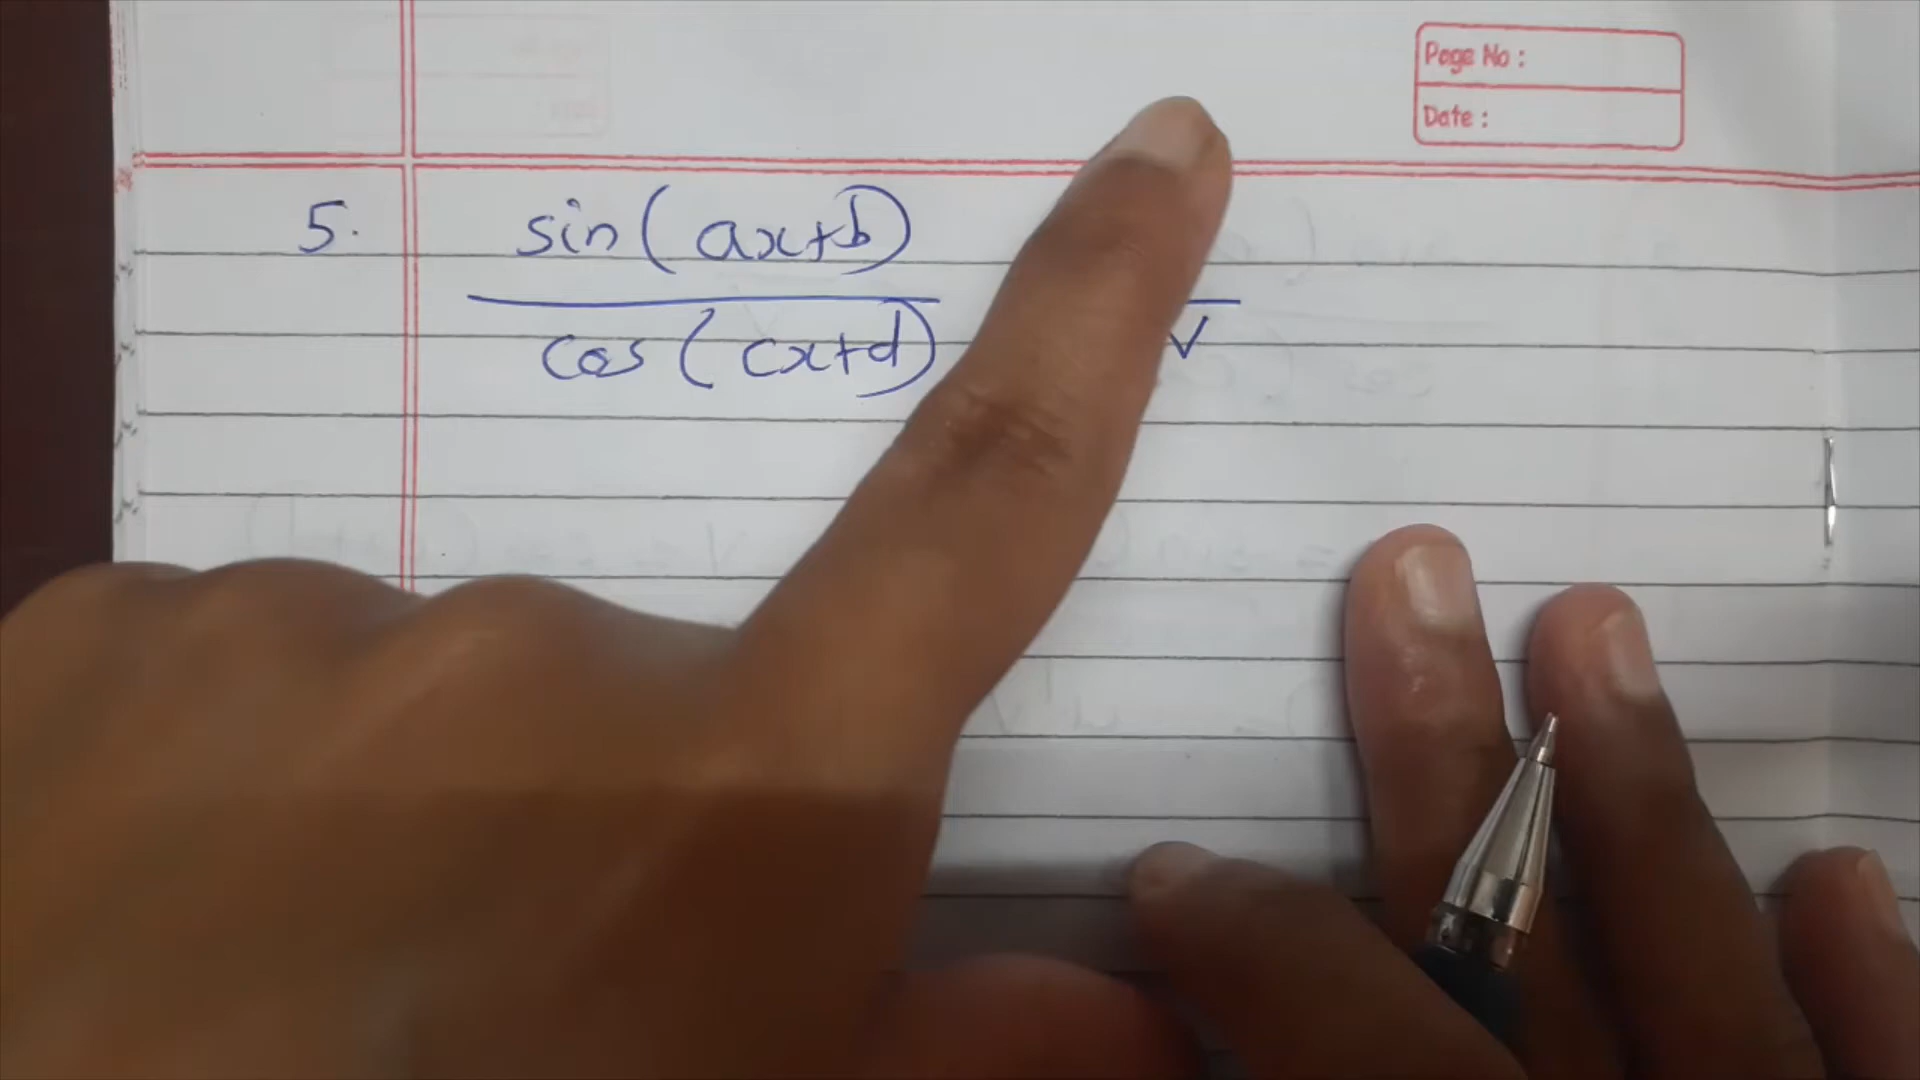 Page No :
Date :
5. sin(ax+b)
cos(cx+d) v